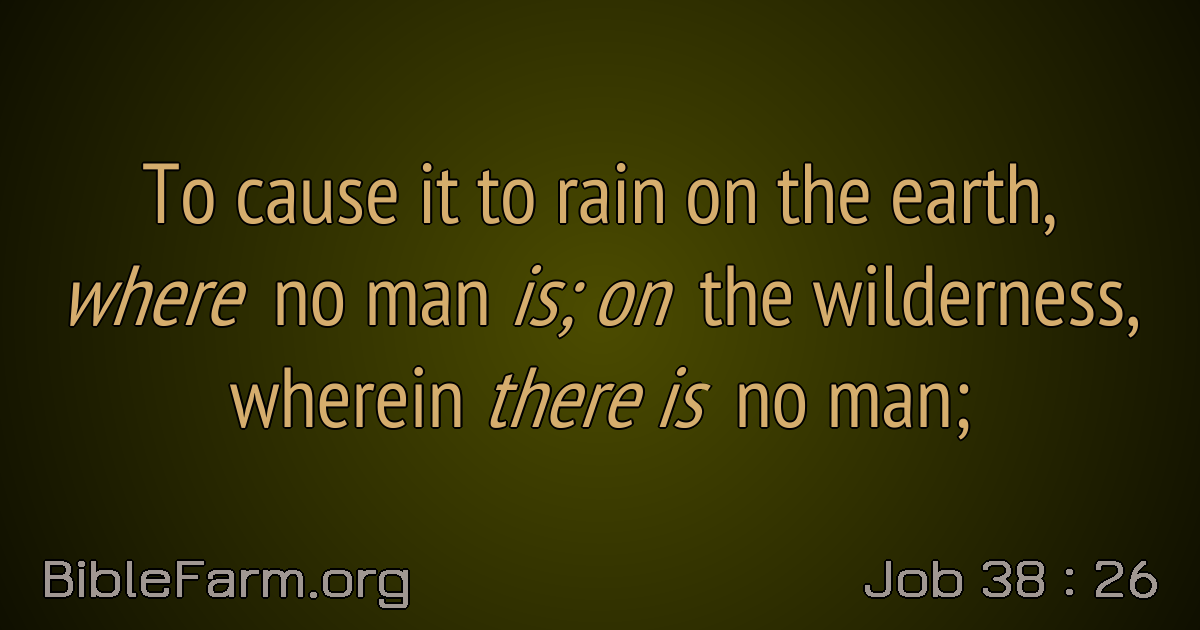 To cause it to rain on the earth,
where no man is; on the wilderness,
wherein there is no man;
BibleFarm.org
Job 38 : 26